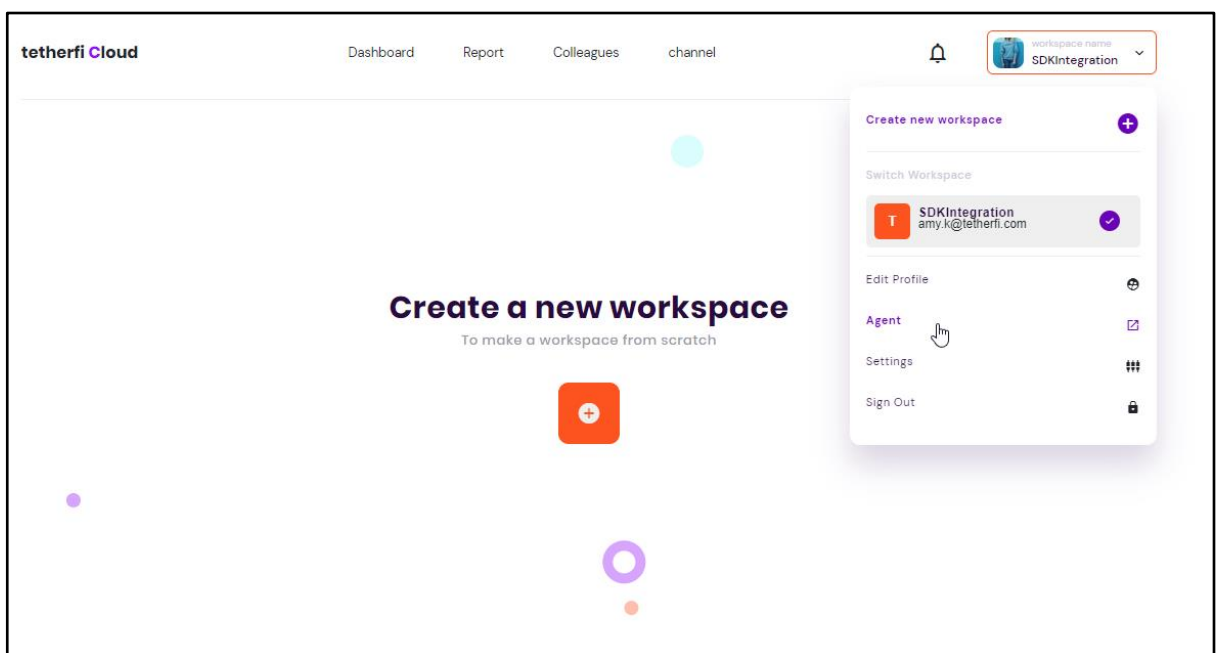 tetherfi Cloud
Dashboard Report Colleagues channel
workspace name
SDKIntegration
Create new workspace
Switch Workspace
T
SDKIntegration
amy.k@tetherfi.com
Edit Profile
Agent
Settings
Sign Out
Create a new workspace
To make a workspace from scratch